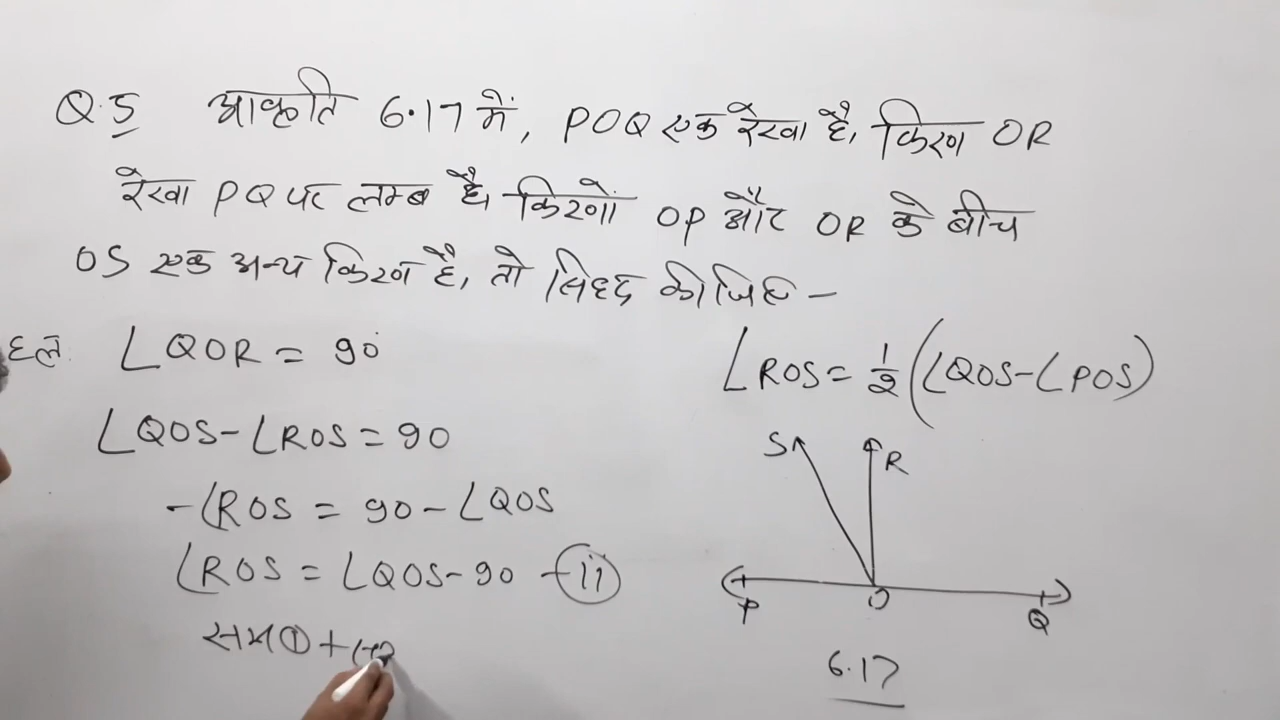 Q.5 आकृति 6.17 में, POQ एक रेखा है, किरण OR
रेखा PQ पर लम्ब है। किरणों OP और OR के बीच
OS एक अन्य किरण है, तो सिध्द कीजिए –
∠ROS = 1/2 (∠QOS - ∠POS)
हल. ∠QOR = 90°
∠QOS - ∠ROS = 90
-∠ROS = 90 - ∠QOS
∠ROS = ∠QOS - 90 - (ii)
सम ① +
S
R
P
O
Q
6.17